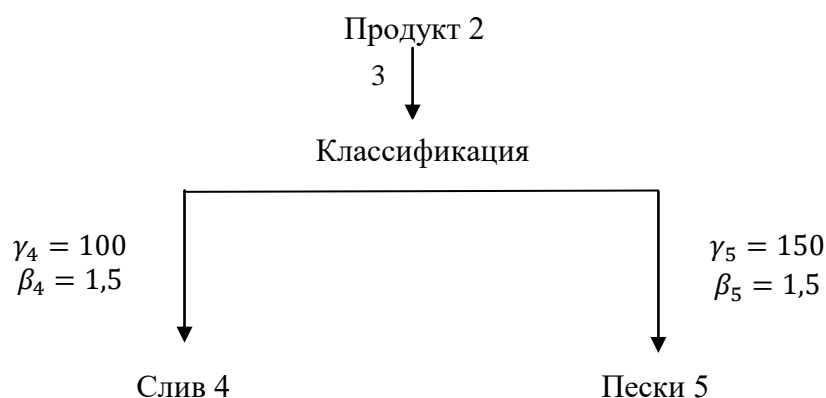 Продукт 2
3
Классификация
γ₄ = 100
β₄ = 1,5
γ₅ = 150
β₅ = 1,5
Слив 4
Пески 5